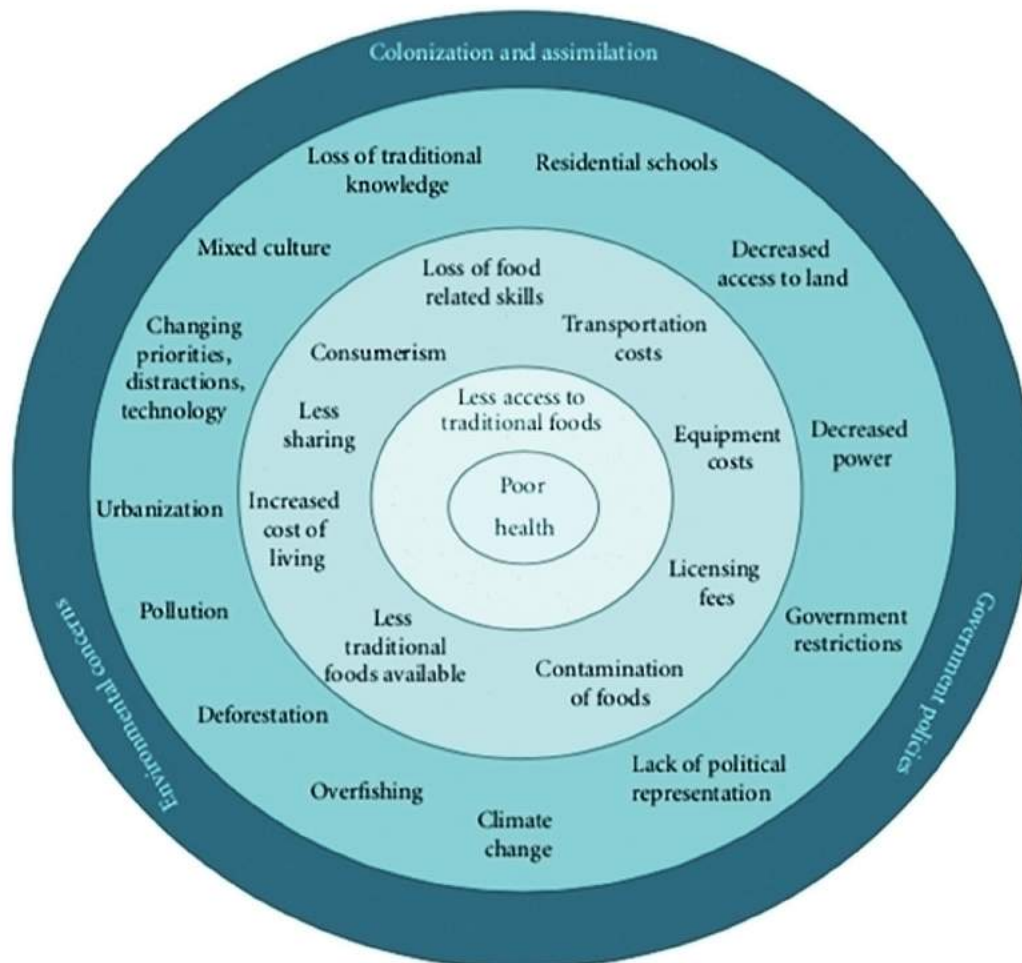 Colonization and assimilation
Loss of traditional
knowledge
Residential schools
Mixed culture
Decreased
access to land
Loss of food
related skills
Changing
priorities,
distractions,
technology
Consumerism
Transportation
costs
Less
sharing
Less access to
traditional foods
Equipment
costs
Decreased
power
Urbanization
Increased
cost of
living
Poor
health
Licensing
fees
Pollution
Less
traditional
foods available
Contamination
of foods
Government
restrictions
Deforestation
Overfishing
Climate
change
Lack of political
representation
Environmental concerns
Government policies